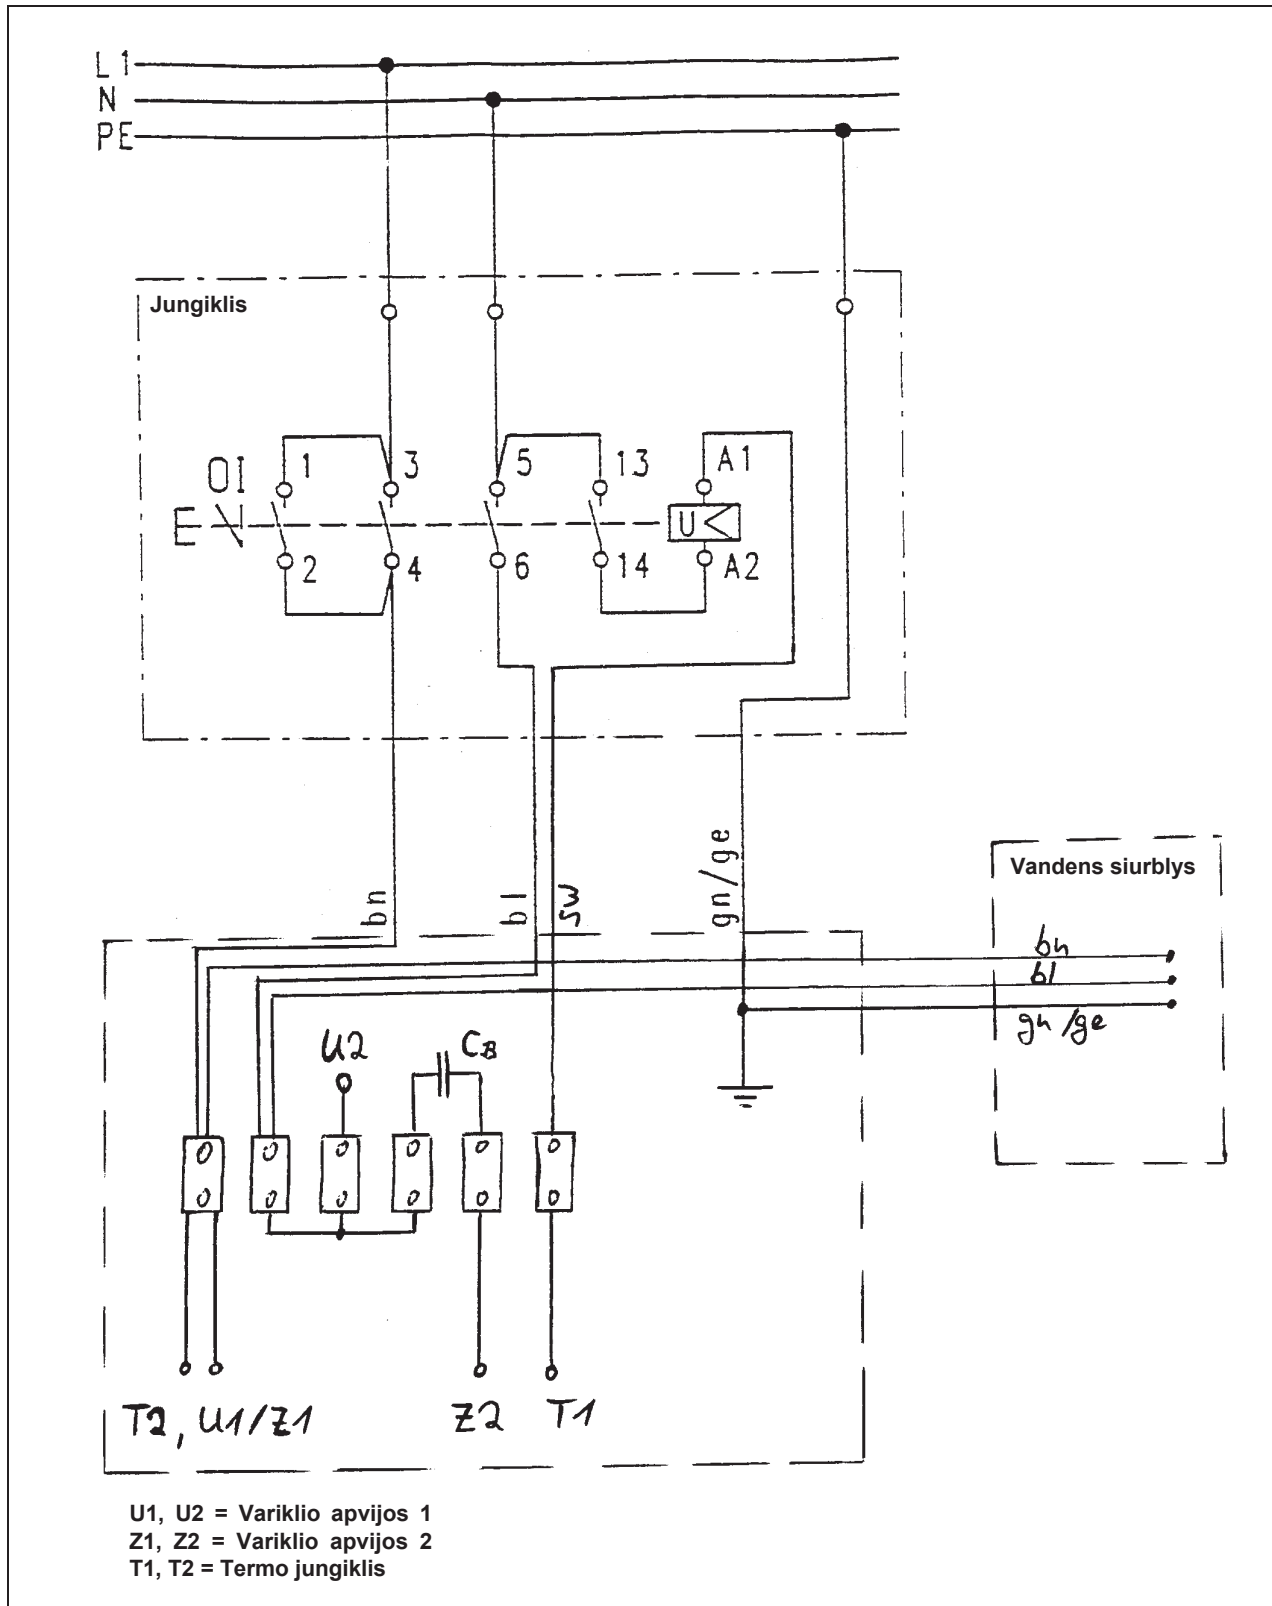 L1
N
PE
Jungiklis
OI
1
3
5
13
A1
E
U<
2
4
6
14
A2
bn
bl
sw
gn/ge
Vandens siurblys
bn
bl
gn/ge
U2
CB
T2, U1/Z1
Z2
T1
U1, U2 = Variklio apvijos 1
Z1, Z2 = Variklio apvijos 2
T1, T2 = Termo jungiklis